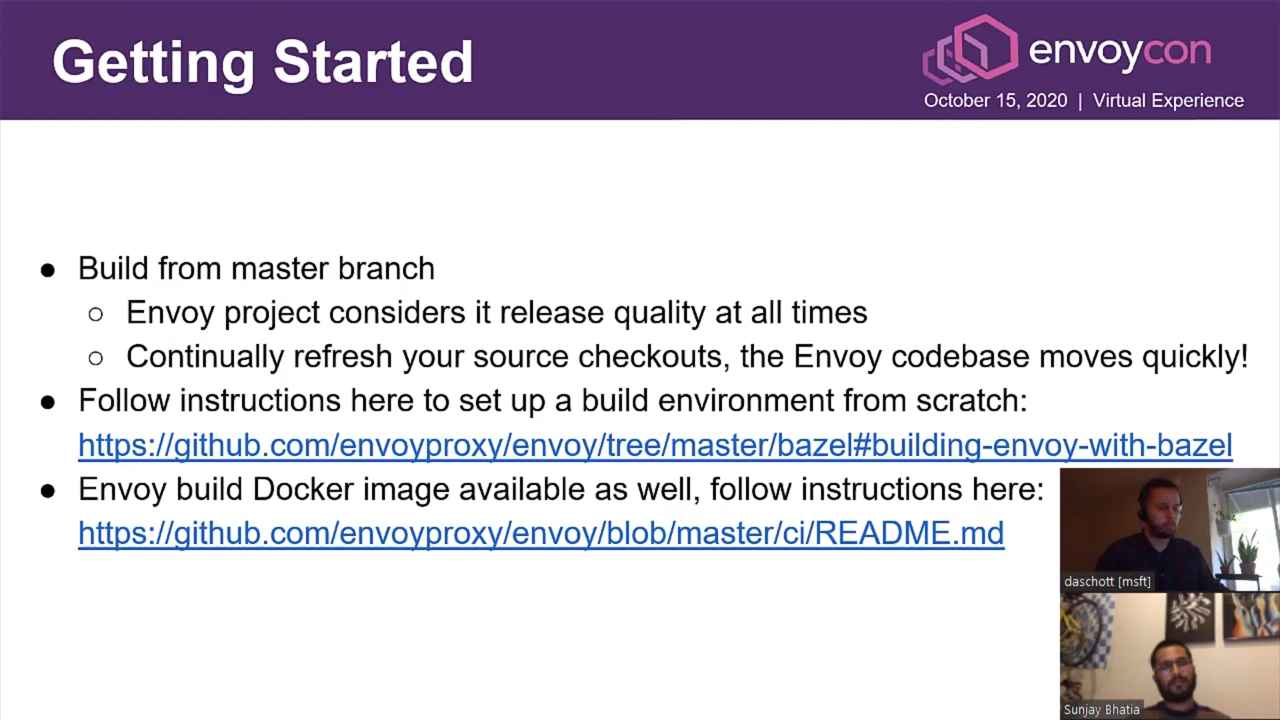 Getting Started
envoycon
October 15, 2020 | Virtual Experience
● Build from master branch
○ Envoy project considers it release quality at all times
○ Continually refresh your source checkouts, the Envoy codebase moves quickly!
● Follow instructions here to set up a build environment from scratch:
https://github.com/envoyproxy/envoy/tree/master/bazel#building-envoy-with-bazel
● Envoy build Docker image available as well, follow instructions here:
https://github.com/envoyproxy/envoy/blob/master/ci/README.md
daschott [msft]
Sunjay Bhatia